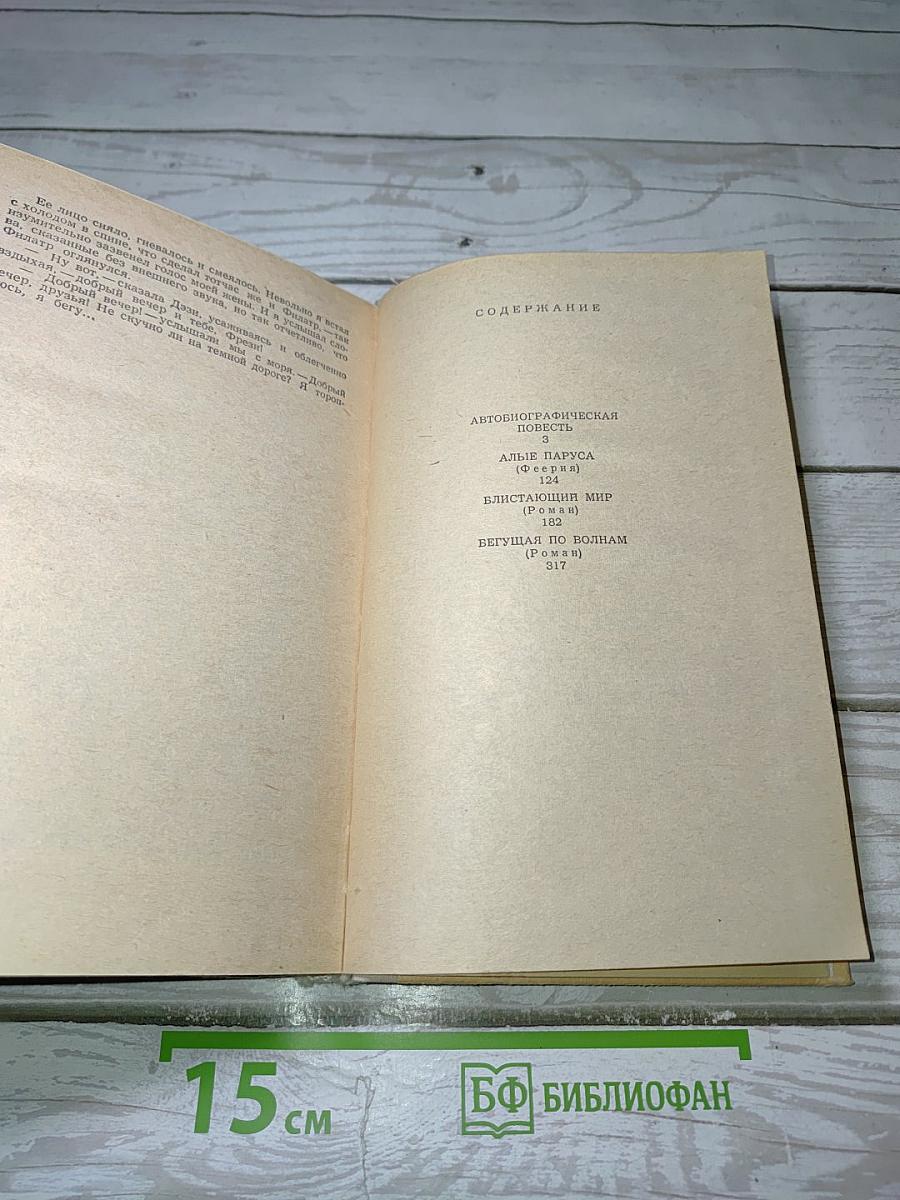 Ее лицо сияло, гневалось и смеялось. Невольно я встал
с холодом в спине, что сделал тотчас же и Филатр,—так
изумительно зазвенел голос моей жены. И я услышал сло-
ва, сказанные без внешнего звука, но так отчетливо, что
Филатр оглянулся.
Ну вот,—сказала Дэзи, усаживаясь и облегченно
вздыхая,—добрый вечер и тебе, Фрези!
— Добрый вечер!—услышали мы с моря.—Добрый
вечер, друзья! Не скучно ли на темной дороге? Я тороп-
юсь, я бегу...
СОДЕРЖАНИЕ
АВТОБИОГРАФИЧЕСКАЯ
ПОВЕСТЬ
3
АЛЫЕ ПАРУСА
(Феерия)
124
БЛИСТАЮЩИЙ МИР
(Роман)
182
БЕГУЩАЯ ПО ВОЛНАМ
(Роман)
317
15 см
БФ БИБЛИОФАН